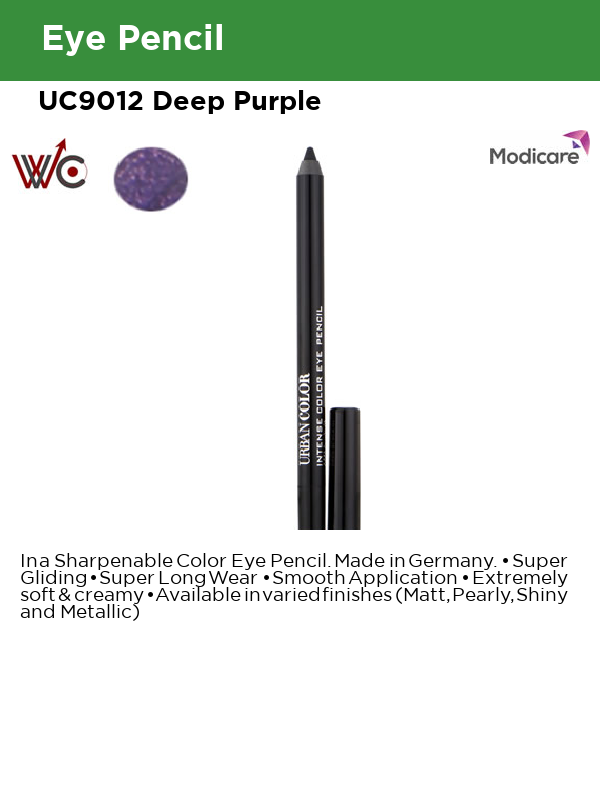 Eye Pencil
UC9012 Deep Purple
WC
Modicare
URBAN COLOR
INTENSE COLOR EYE PENCIL
In a Sharpenable Color Eye Pencil. Made in Germany. • Super
Gliding • Super Long Wear • Smooth Application • Extremely
soft & creamy • Available in varied finishes (Matt, Pearly, Shiny
and Metallic)